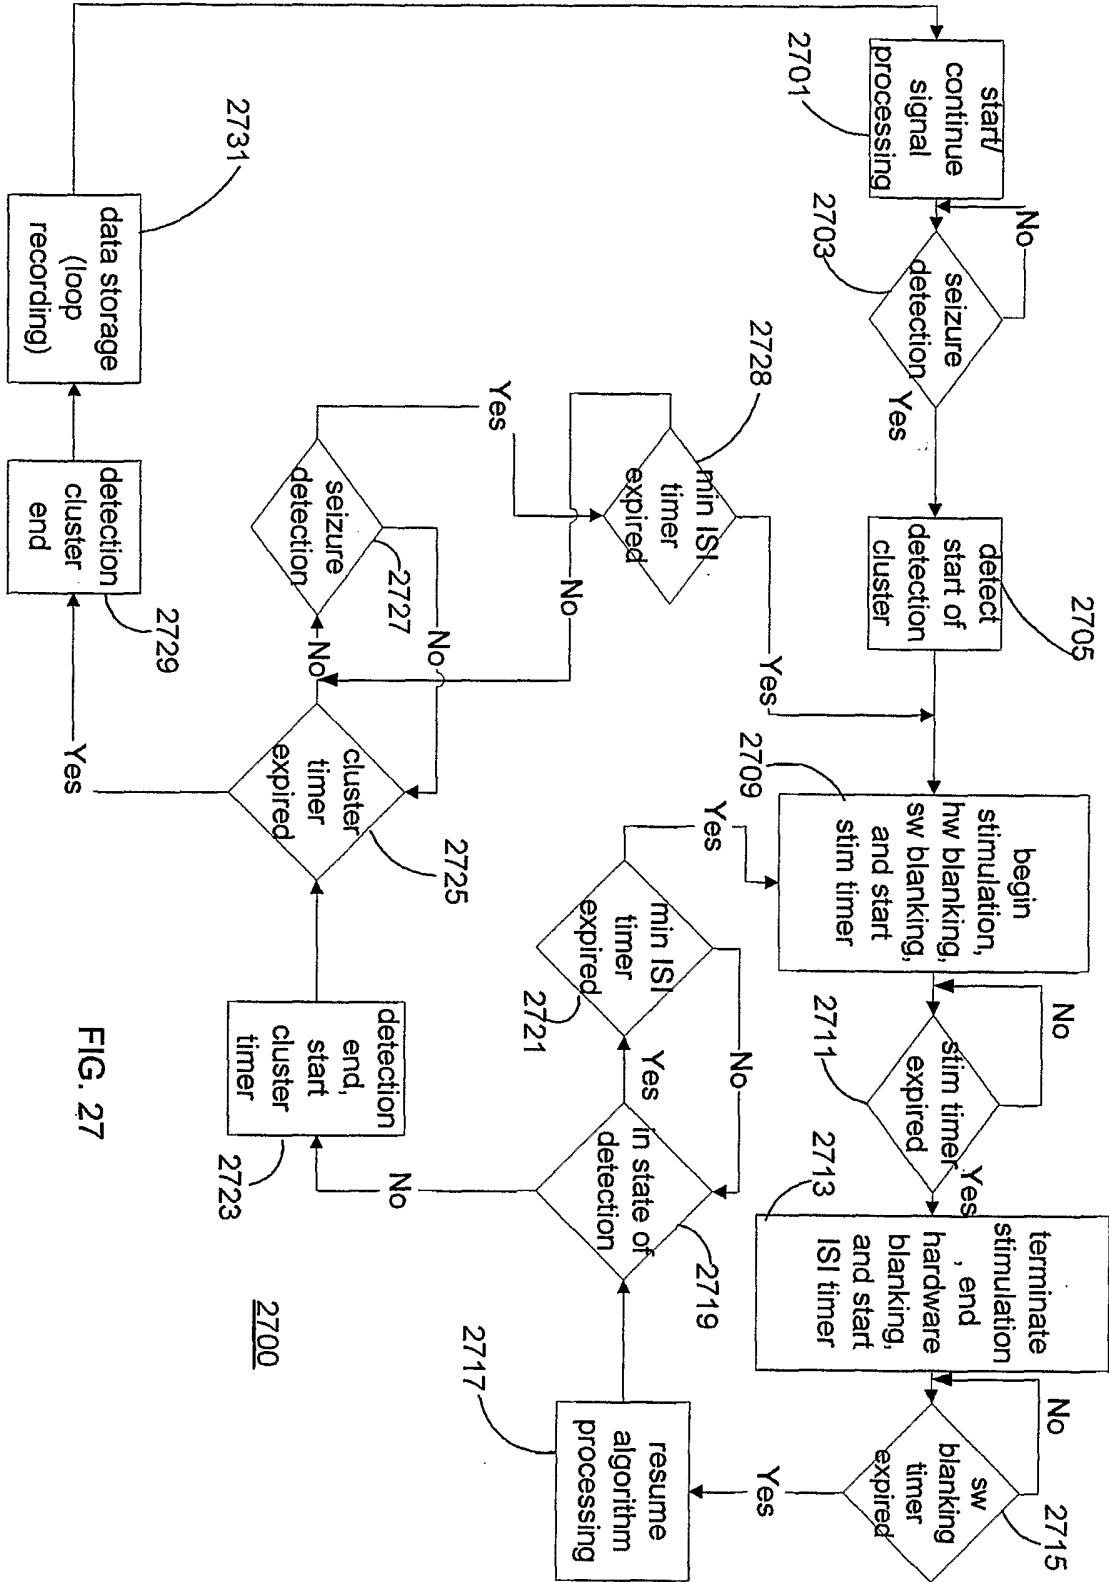 start/
continue
signal
processing
2701
No
seizure
detection
2703
Yes
detect
start of
detection
cluster
2705
begin
stimulation,
hw blanking,
sw blanking,
and start
stim timer
2709
No
stim timer
expired
2711
Yes
terminate
stimulation
, end
hardware
blanking,
and start
ISI timer
2713
No
sw
blanking
timer
expired
2715
Yes
resume
algorithm
processing
2717
in state of
detection
2719
Yes
No
min ISI
timer
expired
2721
Yes
No
detection
end,
start
cluster
timer
2723
cluster
timer
expired
2725
No
Yes
seizure
detection
2727
No
Yes
min ISI
timer
expired
2728
No
Yes
detection
cluster
end
2729
data storage
(loop
recording)
2731
2700
FIG. 27